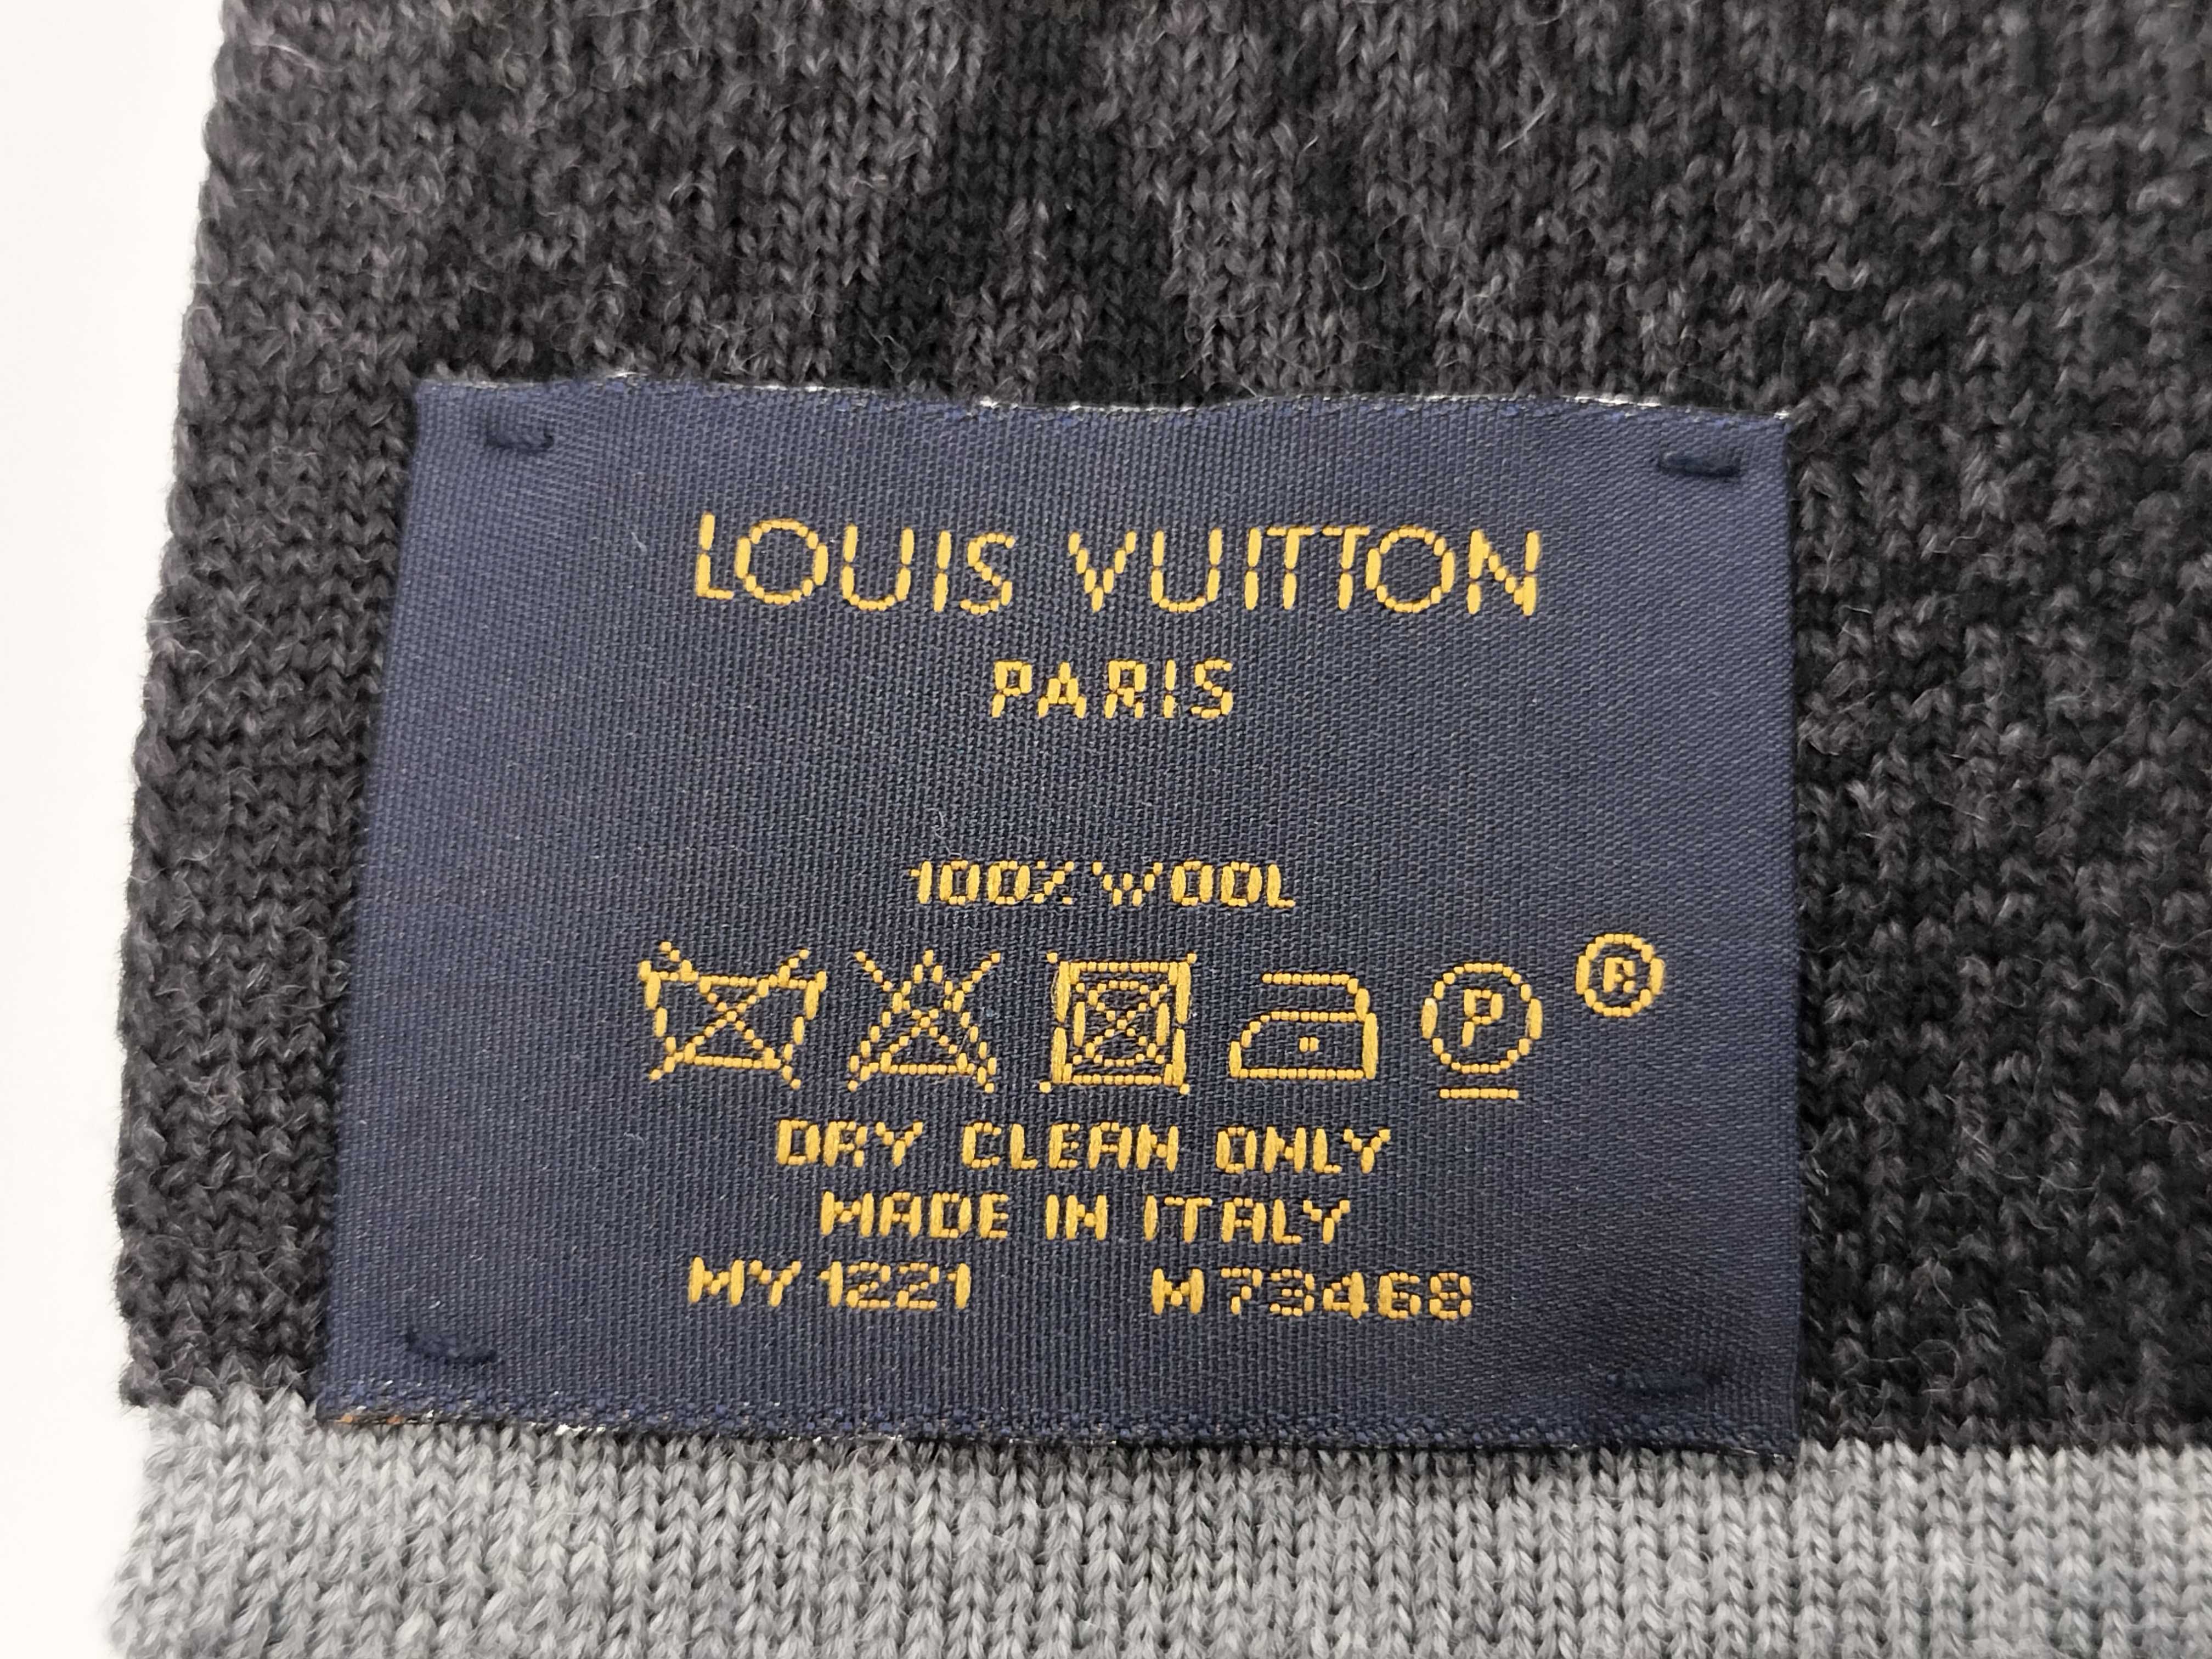 LOUIS VUITTON
PARIS
100% WOOL
P ®
DRY CLEAN ONLY
MADE IN ITALY
MY1221 M73468